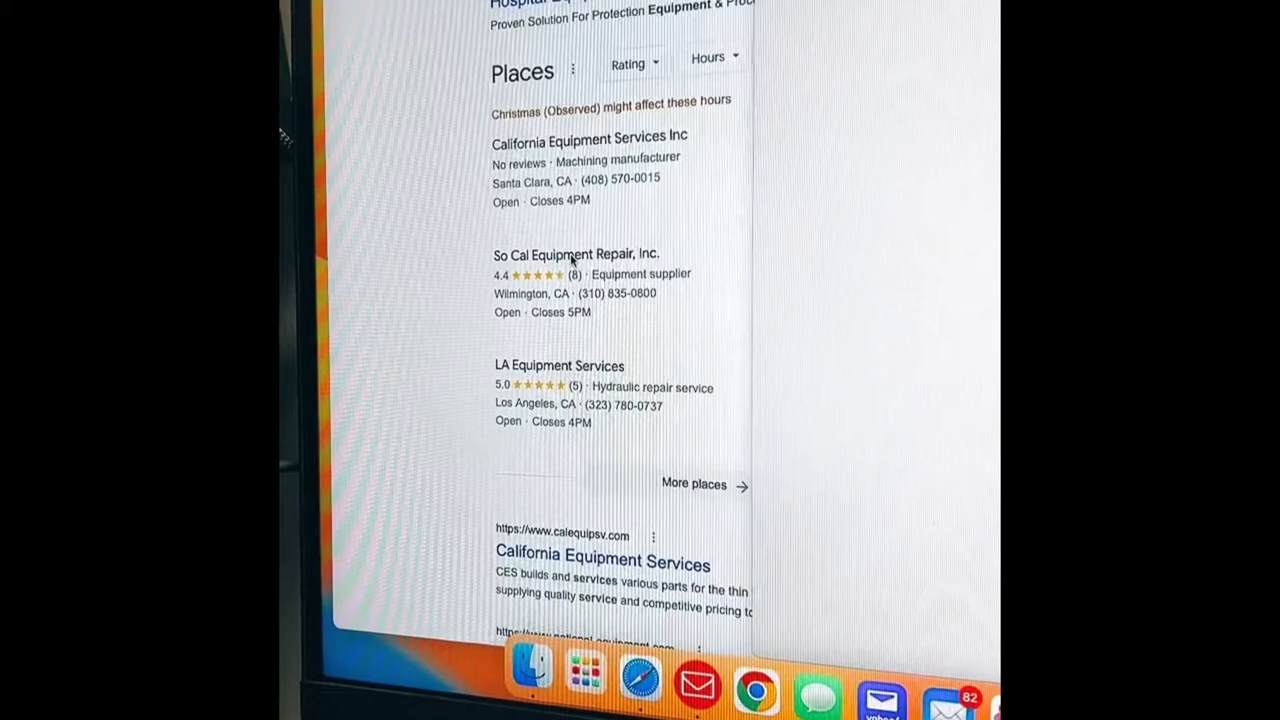 Hospital
Proven Solution For Protection Equipment &
Places
Rating
Hours
Christmas (Observed) might affect these hours
California Equipment Services Inc
No reviews · Machining manufacturer
Santa Clara, CA · (408) 570-0015
Open · Closes 4PM
So Cal Equipment Repair, Inc.
4.4 ★★★★★ (8) · Equipment supplier
Wilmington, CA · (310) 835-0800
Open · Closes 5PM
LA Equipment Services
5.0 ★★★★★ (5) · Hydraulic repair service
Los Angeles, CA · (323) 780-0737
Open · Closes 4PM
More places →
https://www.calequipsv.com
California Equipment Services
CES builds and services various parts for the thin
supplying quality service and competitive pricing to
82